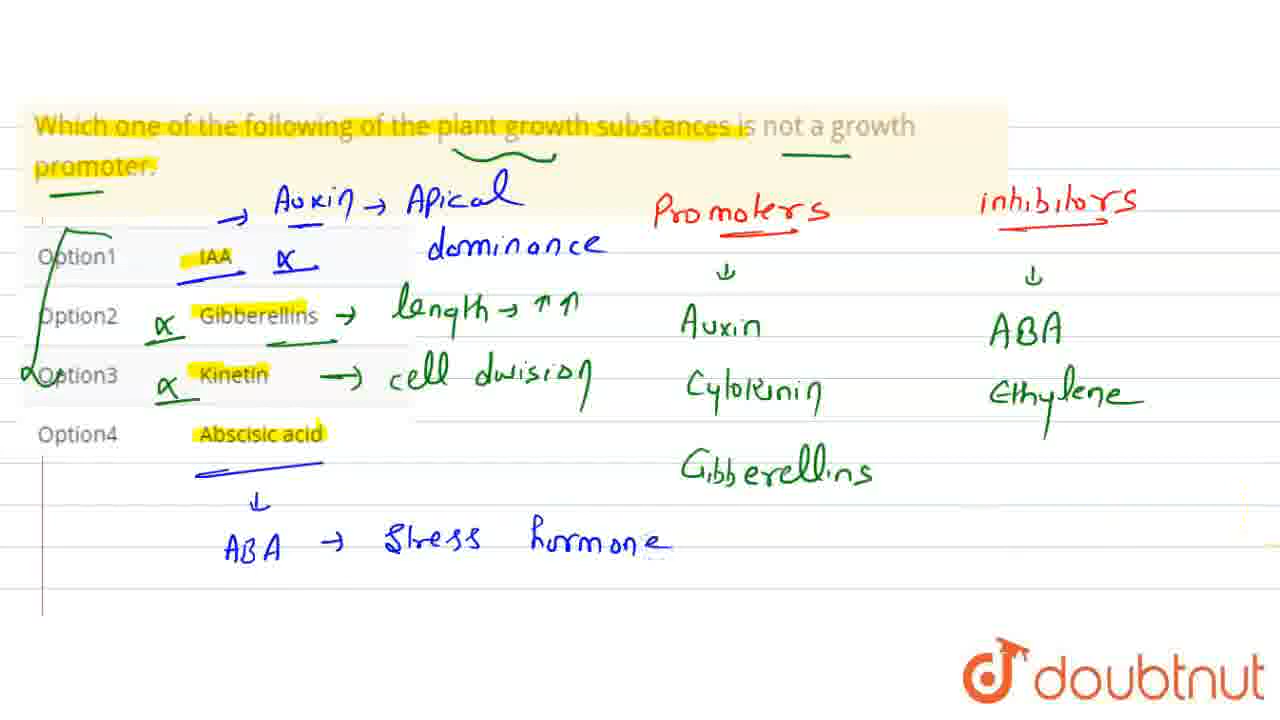 Which one of the following of the plant growth substances is not a growth
promoter.
→ Auxin → Apical
dominance
Promoters
inhibitors
Option1 IAA α
Option2 α Gibberellins → length → ↑↑
Option3 α Kinetin → cell division
Option4 Abscisic acid
↓
ABA → Stress hormone
↓
Auxin
Cytokinin
Gibberellins
↓
ABA
Ethylene
doubtnut